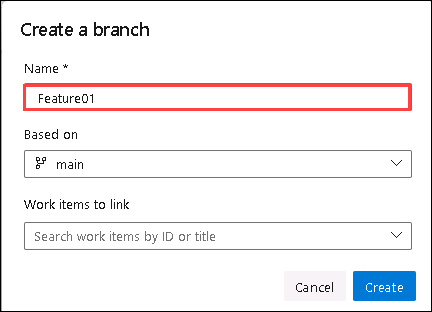 Create a branch
Name *
Feature01
Based on
main
Work items to link
Search work items by ID or title
Cancel
Create